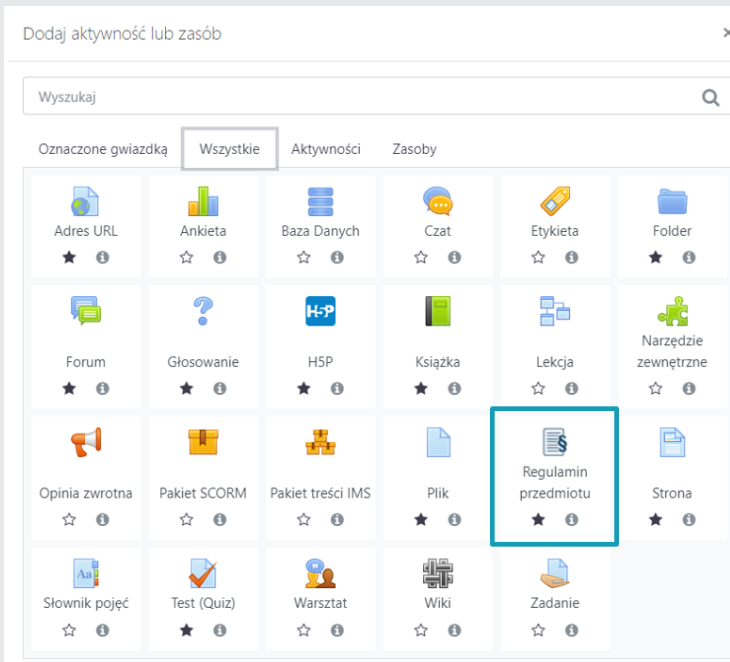 Dodaj aktywność lub zasób
Wyszukaj
Oznaczone gwiazdką Wszystkie Aktywności Zasoby
Adres URL Ankieta Baza Danych Czat Etykieta Folder
Forum Głosowanie H5P Książka Lekcja Narzędzie
zewnętrzne
Opinia zwrotna Pakiet SCORM Pakiet treści IMS Plik Regulamin
przedmiotu Strona
Słownik pojęć Test (Quiz) Warsztat Wiki Zadanie